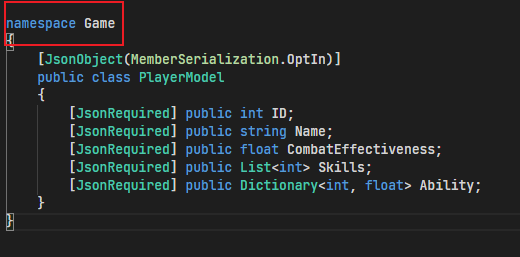 namespace Game
{
[JsonObject(MemberSerialization.OptIn)]
public class PlayerModel
{
[JsonRequired] public int ID;
[JsonRequired] public string Name;
[JsonRequired] public float CombatEffectiveness;
[JsonRequired] public List<int> Skills;
[JsonRequired] public Dictionary<int, float> Ability;
}
}